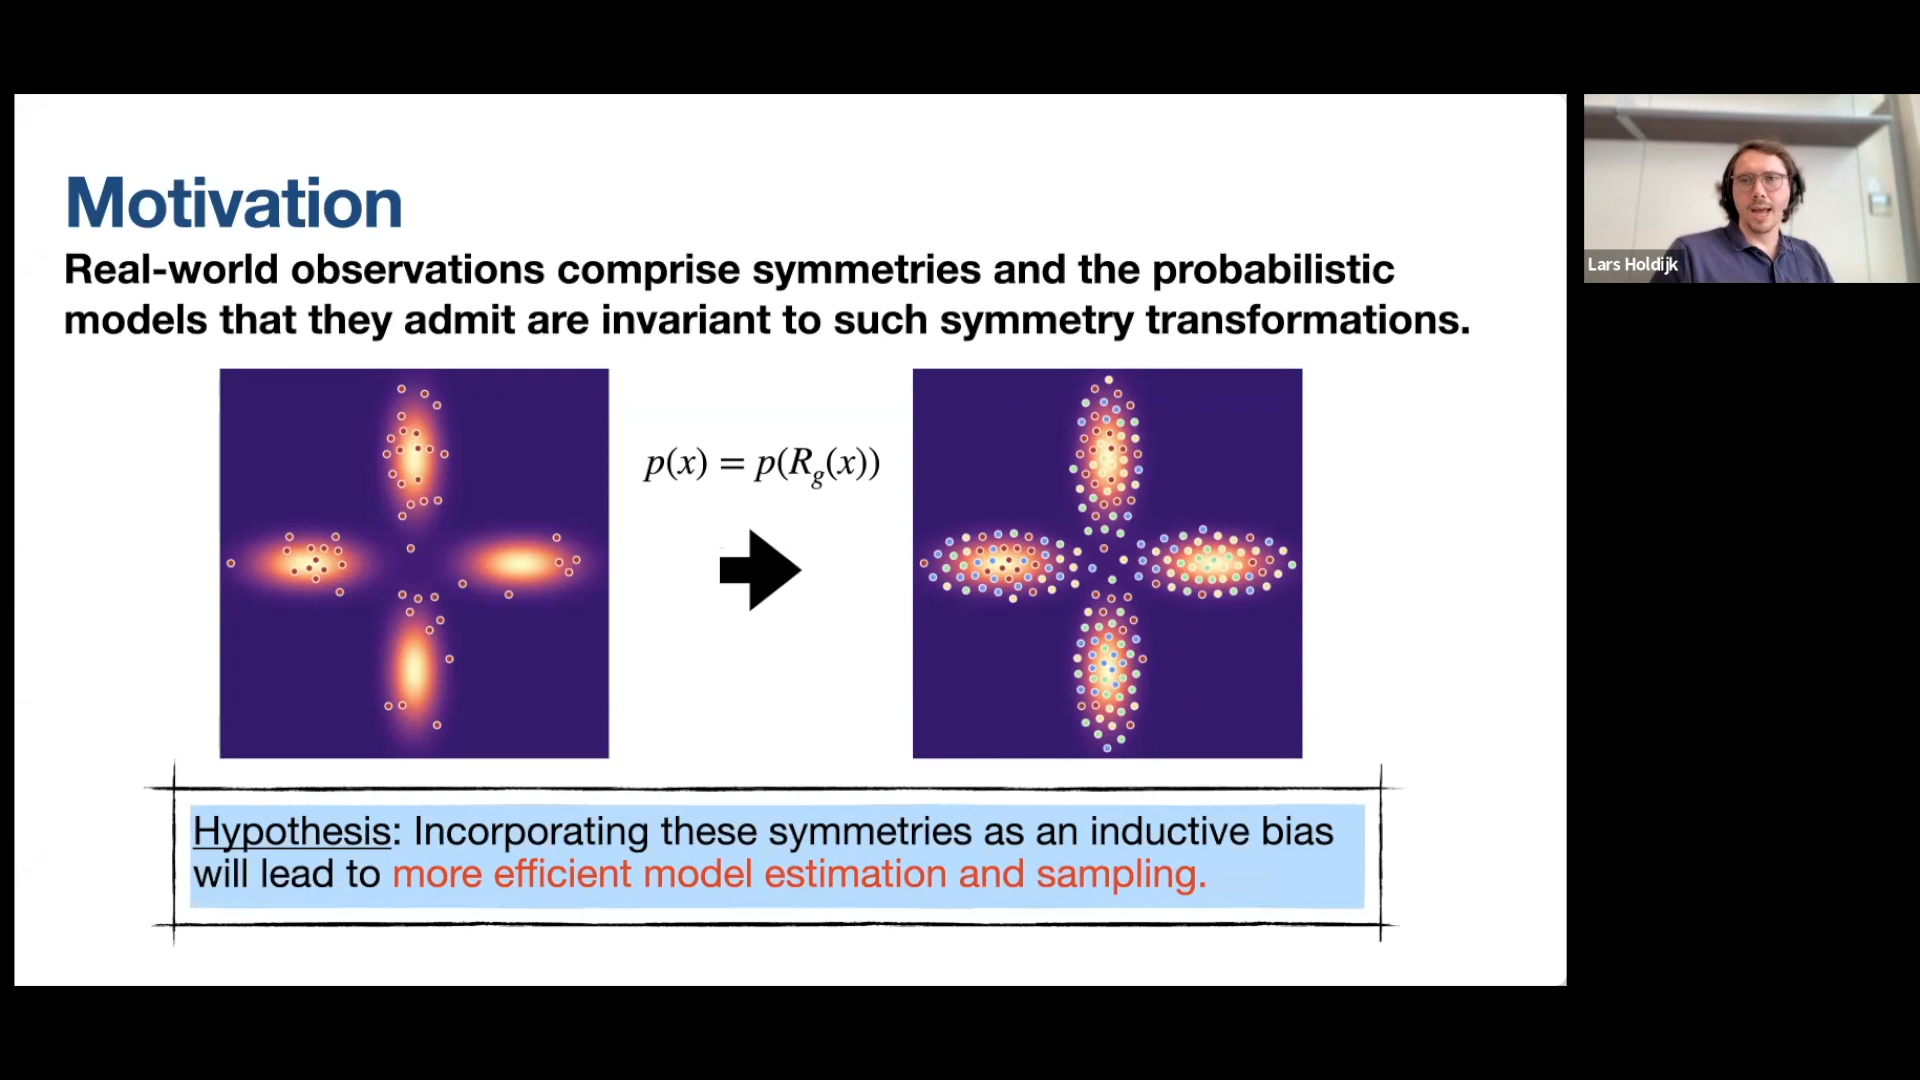 Motivation
Real-world observations comprise symmetries and the probabilistic
models that they admit are invariant to such symmetry transformations.
p(x) = p(R_g(x))
Hypothesis: Incorporating these symmetries as an inductive bias
will lead to more efficient model estimation and sampling.
Lars Holdijk